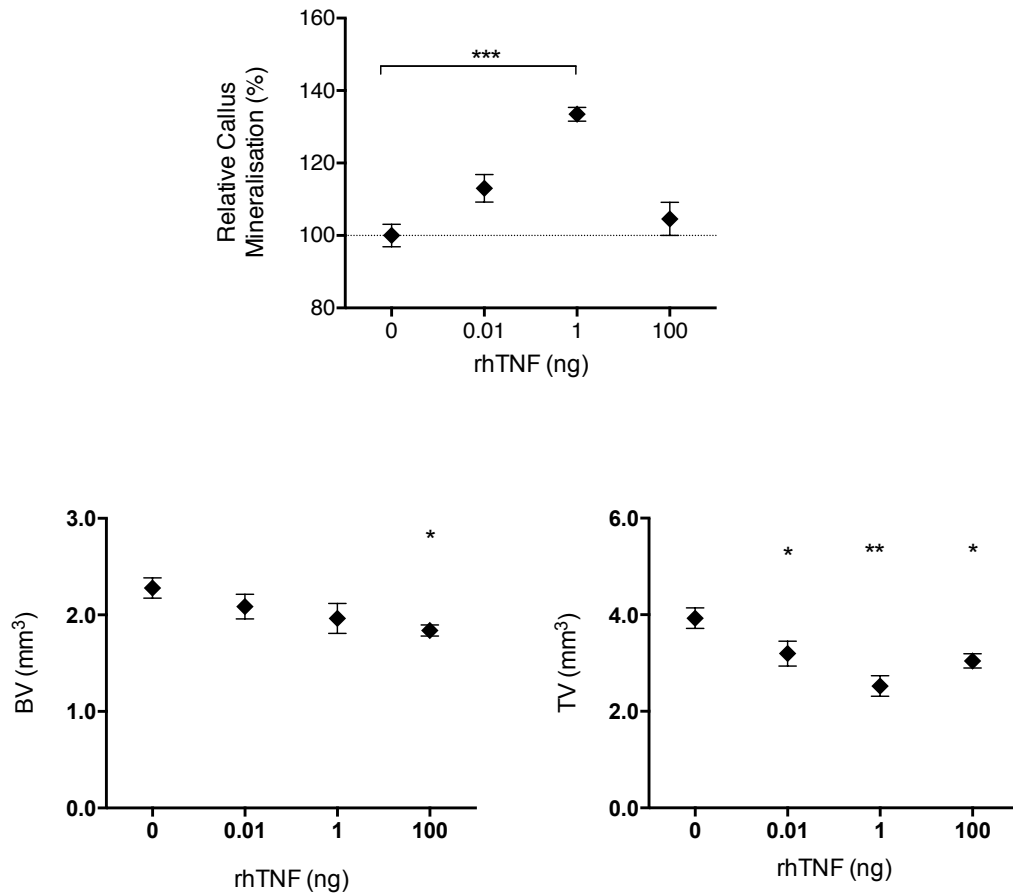 160
***
140
120
100
80
Relative Callus
Mineralisation (%)
0 0.01 1 100
rhTNF (ng)
3.0
*
2.0
1.0
0.0
BV (mm³)
0 0.01 1 100
rhTNF (ng)
6.0
* ** *
4.0
2.0
0.0
TV (mm³)
0 0.01 1 100
rhTNF (ng)